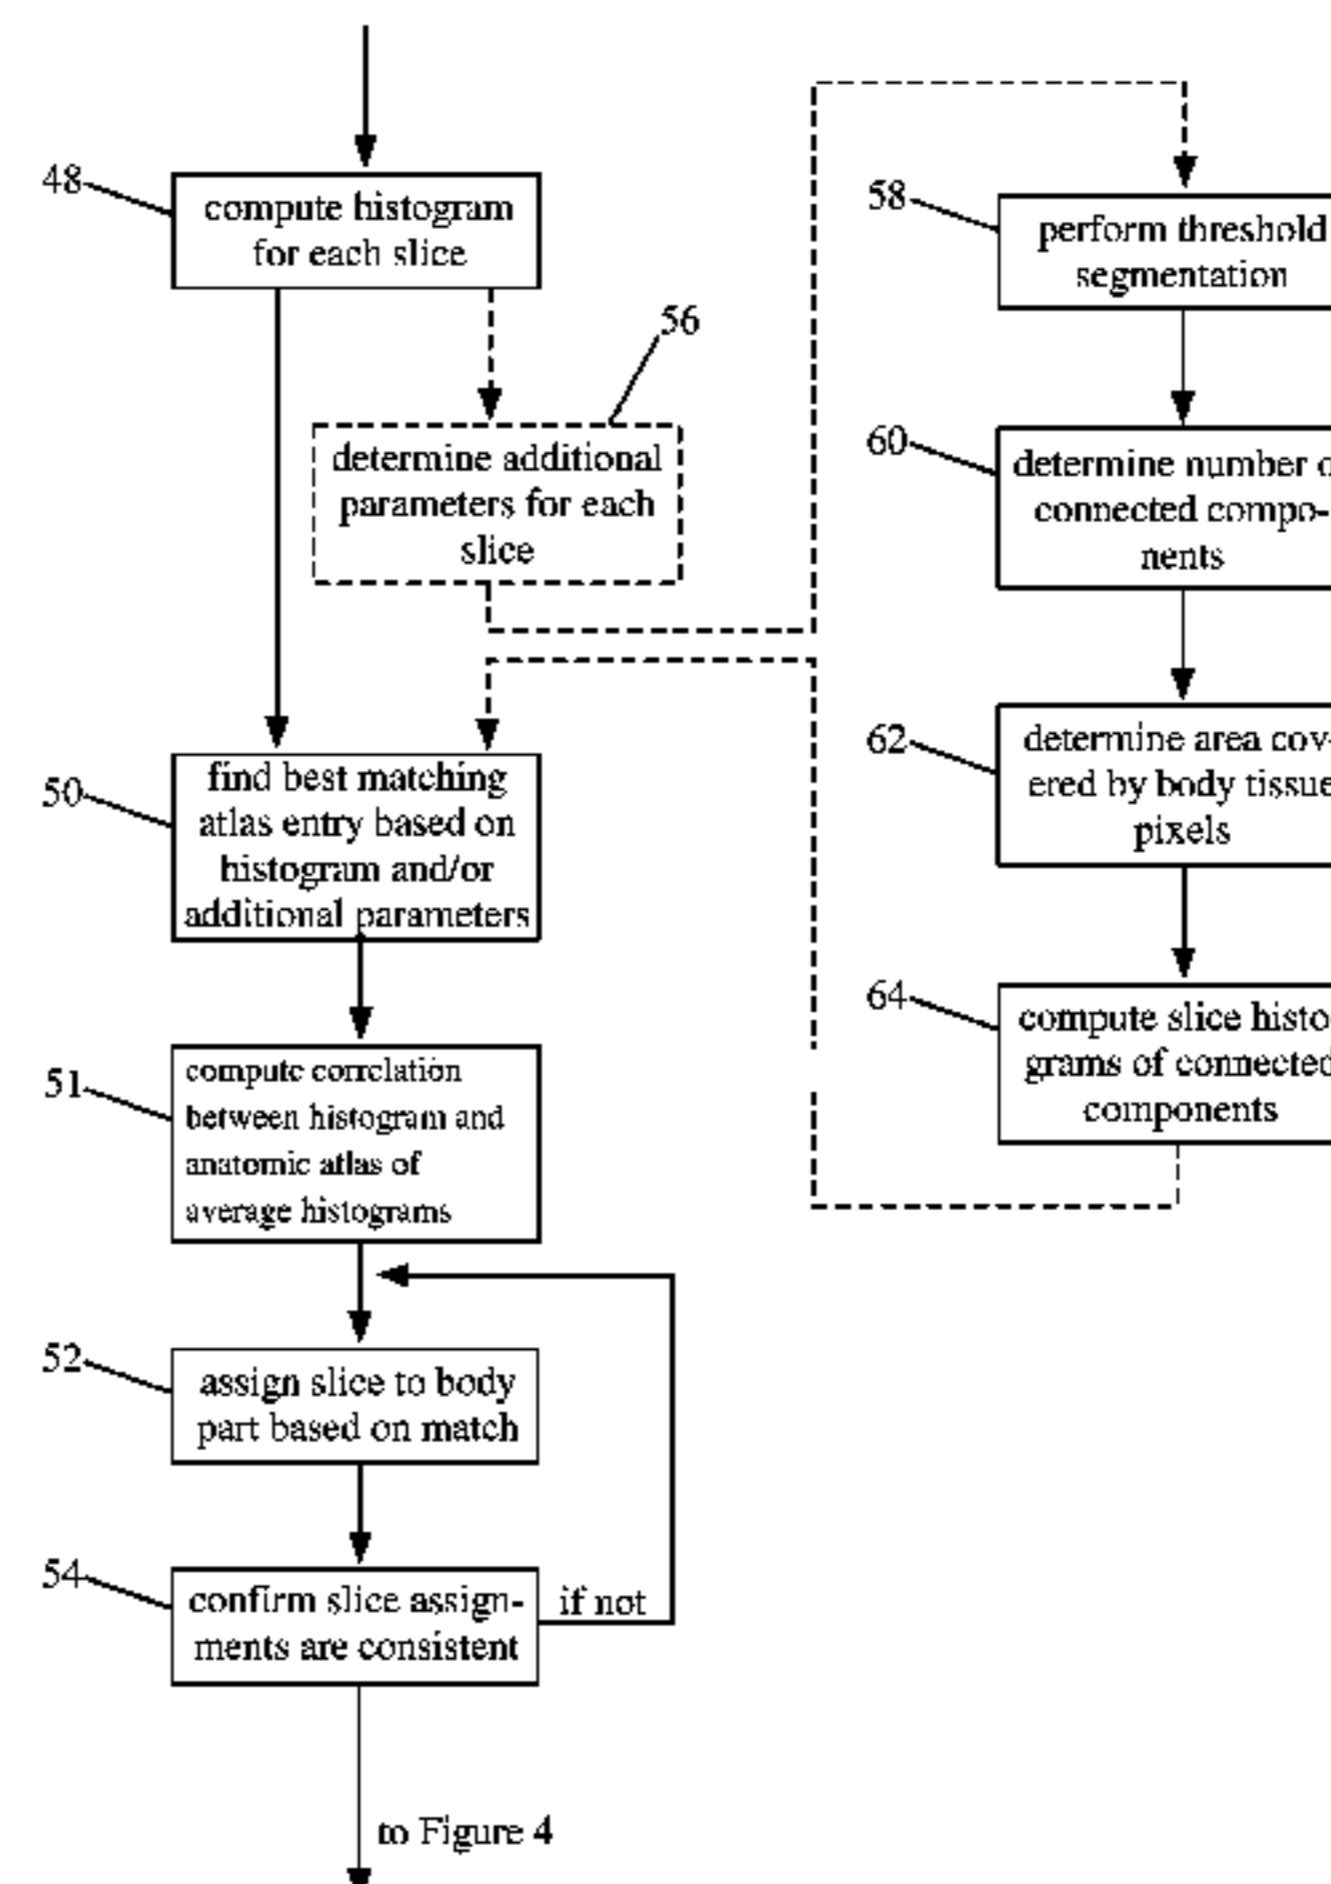 48
compute histogram
for each slice
56
determine additional
parameters for each
slice
50
find best matching
atlas entry based on
histogram and/or
additional parameters
51
compute correlation
between histogram and
anatomic atlas of
average histograms
52
assign slice to body
part based on match
54
confirm slice assign-
ments are consistent
if not
to Figure 4
58
perform threshold
segmentation
60
determine number
connected compo-
nents
62
determine area cov-
ered by body tissue
pixels
64
compute slice histo-
grams of connected
components